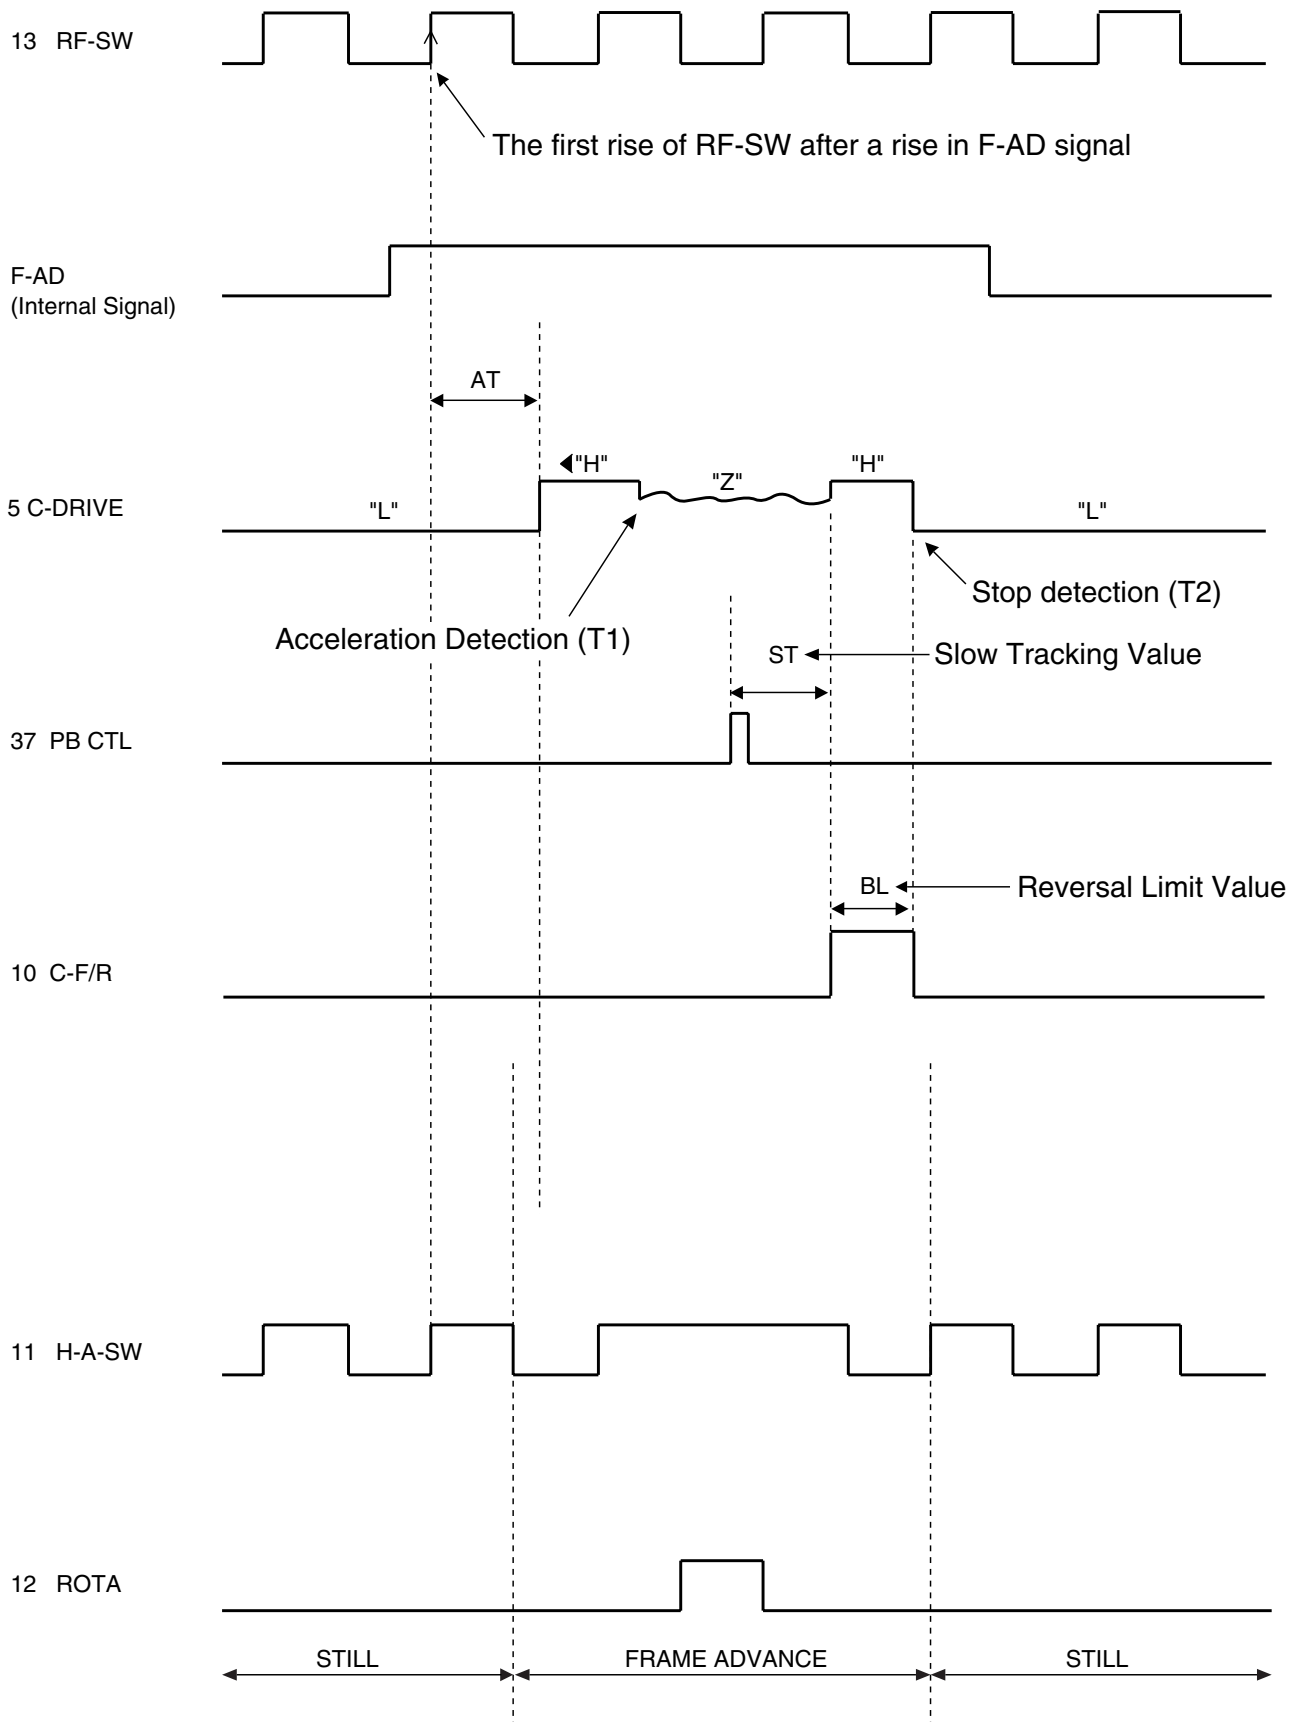 13 RF-SW
The first rise of RF-SW after a rise in F-AD signal
F-AD
(Internal Signal)
AT
"H"
"Z"
"H"
5 C-DRIVE
"L"
"L"
Stop detection (T2)
Acceleration Detection (T1)
ST
Slow Tracking Value
37 PB CTL
BL
Reversal Limit Value
10 C-F/R
11 H-A-SW
12 ROTA
STILL
FRAME ADVANCE
STILL